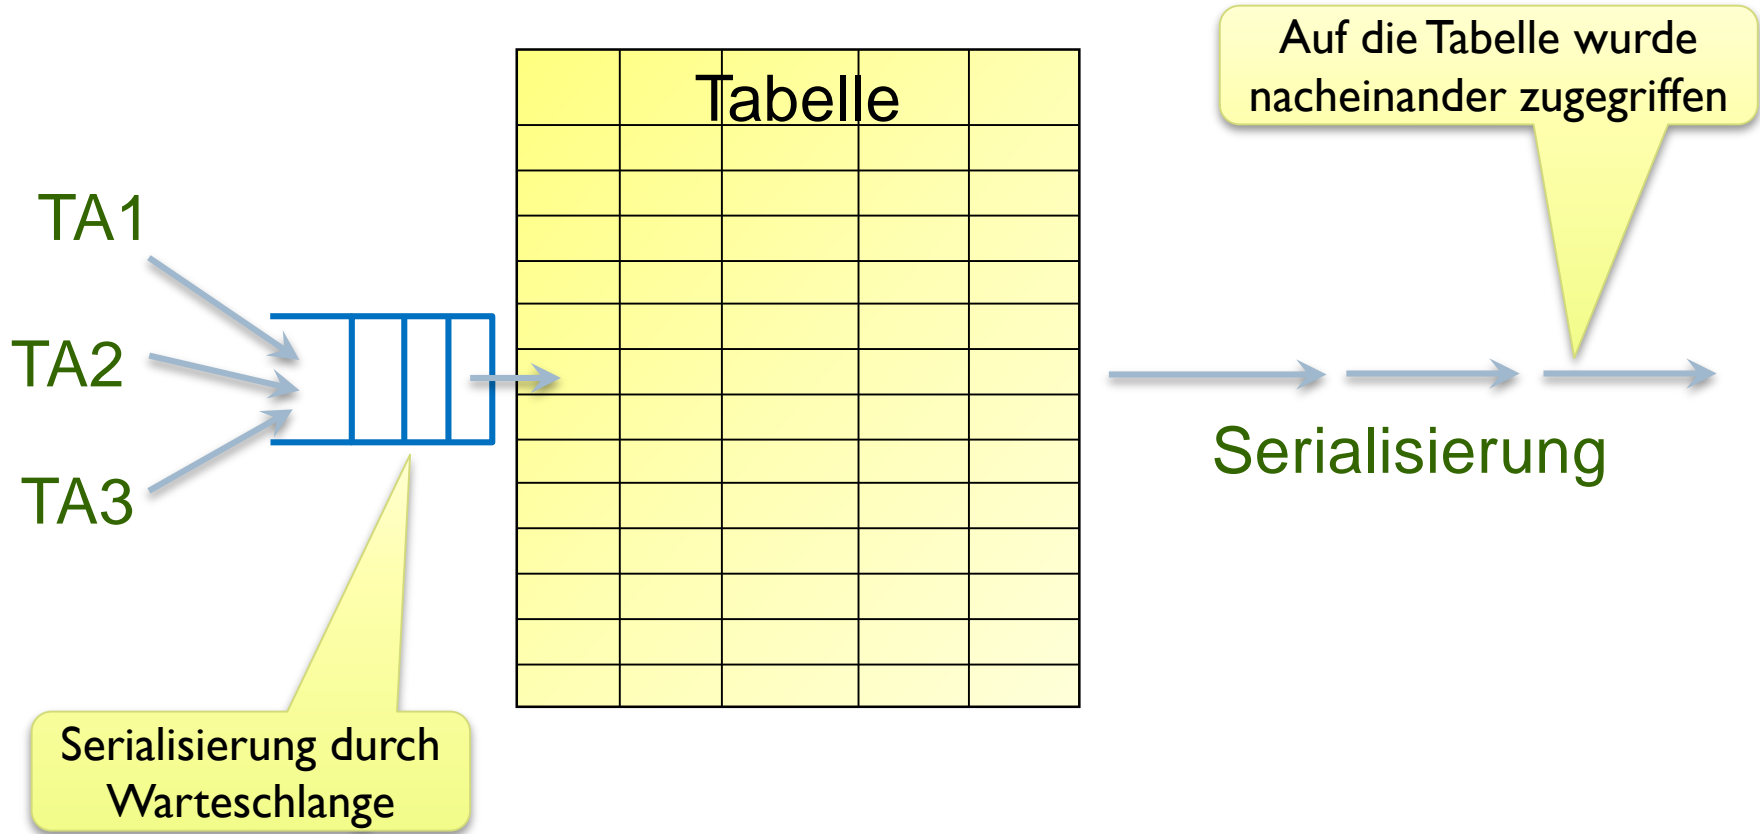 Auf die Tabelle wurde
nacheinander zugegriffen
Tabelle
TA1
TA2
TA3
Serialisierung
Serialisierung durch
Warteschlange